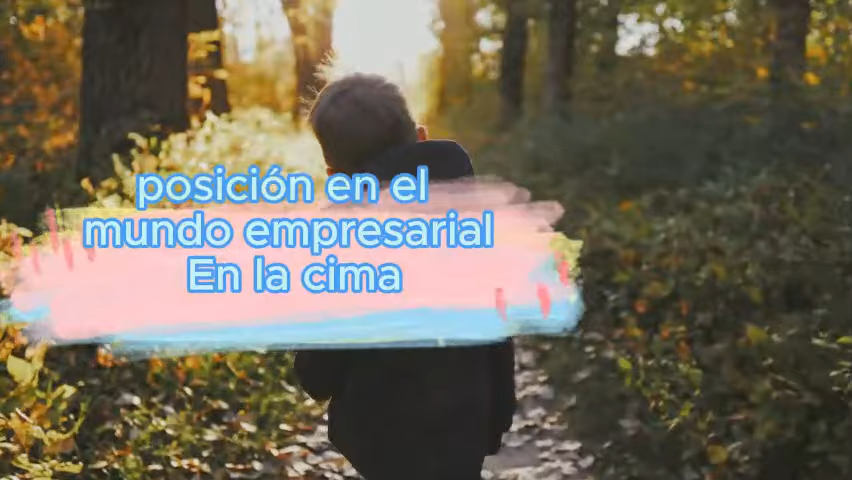 posición en el
mundo empresarial
En la cima